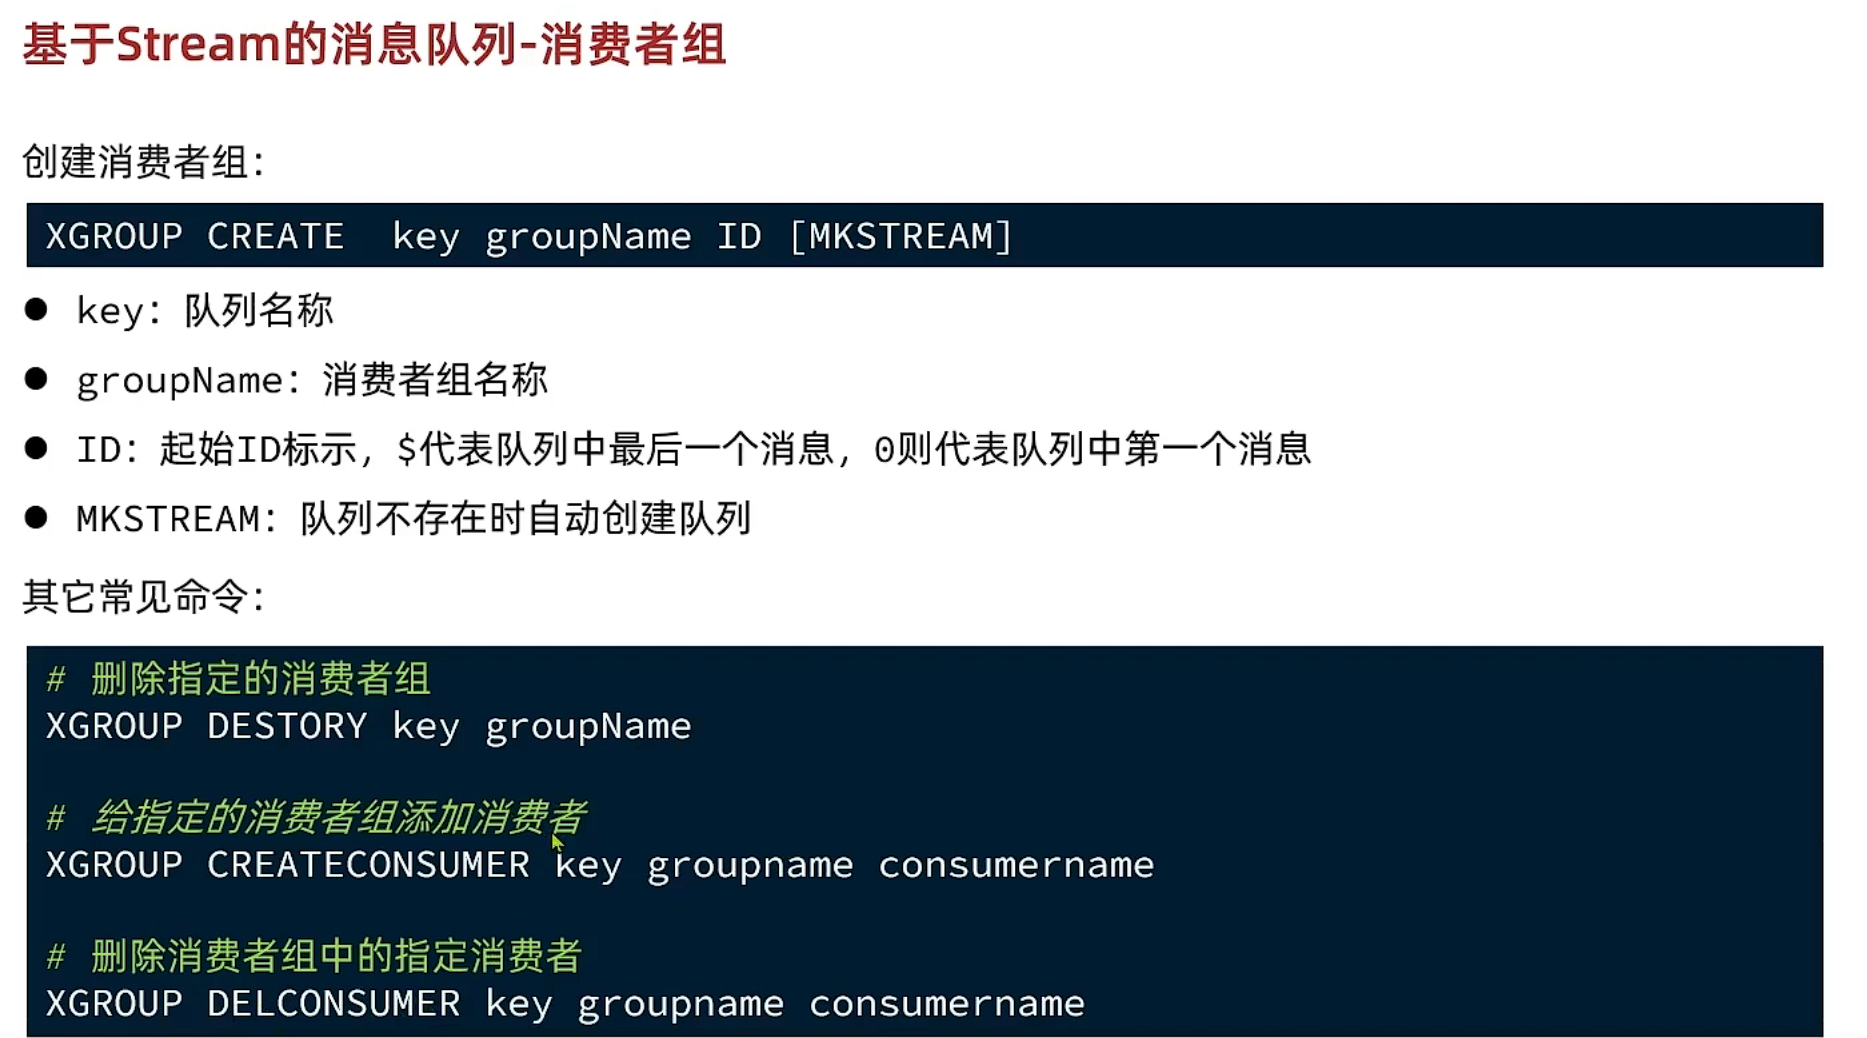 基于Stream的消息队列-消费者组
创建消费者组：
XGROUP CREATE  key groupName ID [MKSTREAM]
● key：队列名称
● groupName：消费者组名称
● ID：起始ID标示，$代表队列中最后一个消息，0则代表队列中第一个消息
● MKSTREAM：队列不存在时自动创建队列
其它常见命令：
# 删除指定的消费者组
XGROUP DESTORY key groupName
# 给指定的消费者组添加消费者
XGROUP CREATECONSUMER key groupname consumername
# 删除消费者组中的指定消费者
XGROUP DELCONSUMER key groupname consumername